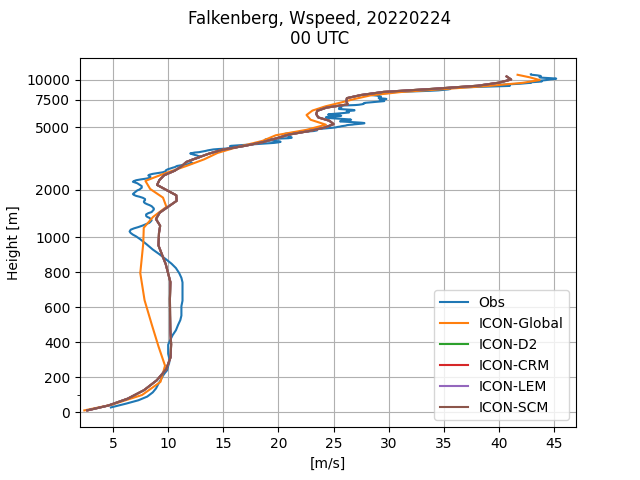 Falkenberg, Wspeed, 20220224
00 UTC
10000
7500
5000
2000
1000
800
600
400
200
0
Height [m]
5 10 15 20 25 30 35 40 45
[m/s]
Obs
ICON-Global
ICON-D2
ICON-CRM
ICON-LEM
ICON-SCM